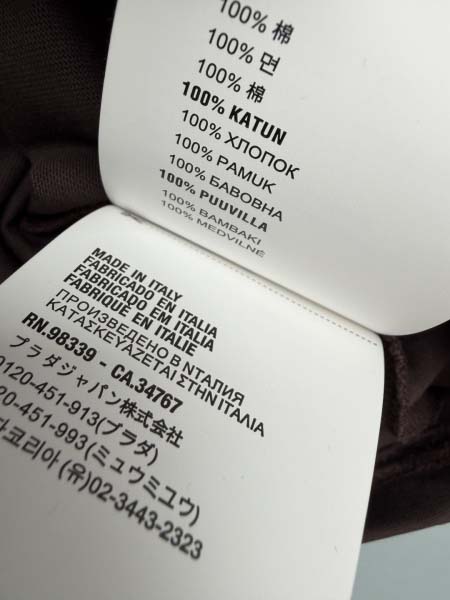 100% 棉
100% 면
100% 棉
100% KATUN
100% ХЛОПОК
100% PAMUK
100% БАВОВНА
100% PUUVILLA
100% BAMBAKI
100% MEDVILNĖ
MADE IN ITALY
FABRICADO EN ITALIA
FABRICADO EM ITALIA
FABRIQUE EN ITALIE
ПРОИЗВЕДЕНО В ИТАЛИЯ
ΚΑΤΑΣΚΕΥΑΖΕΤΑΙ ΣΤΗΝ ΙΤΑΛΙΑ
RN.98339 - CA.34767
プラダジャパン株式会社
0120-451-913(プラダ)
20-451-993(ミュウミュウ)
다코리아 (유)02-3443-2323